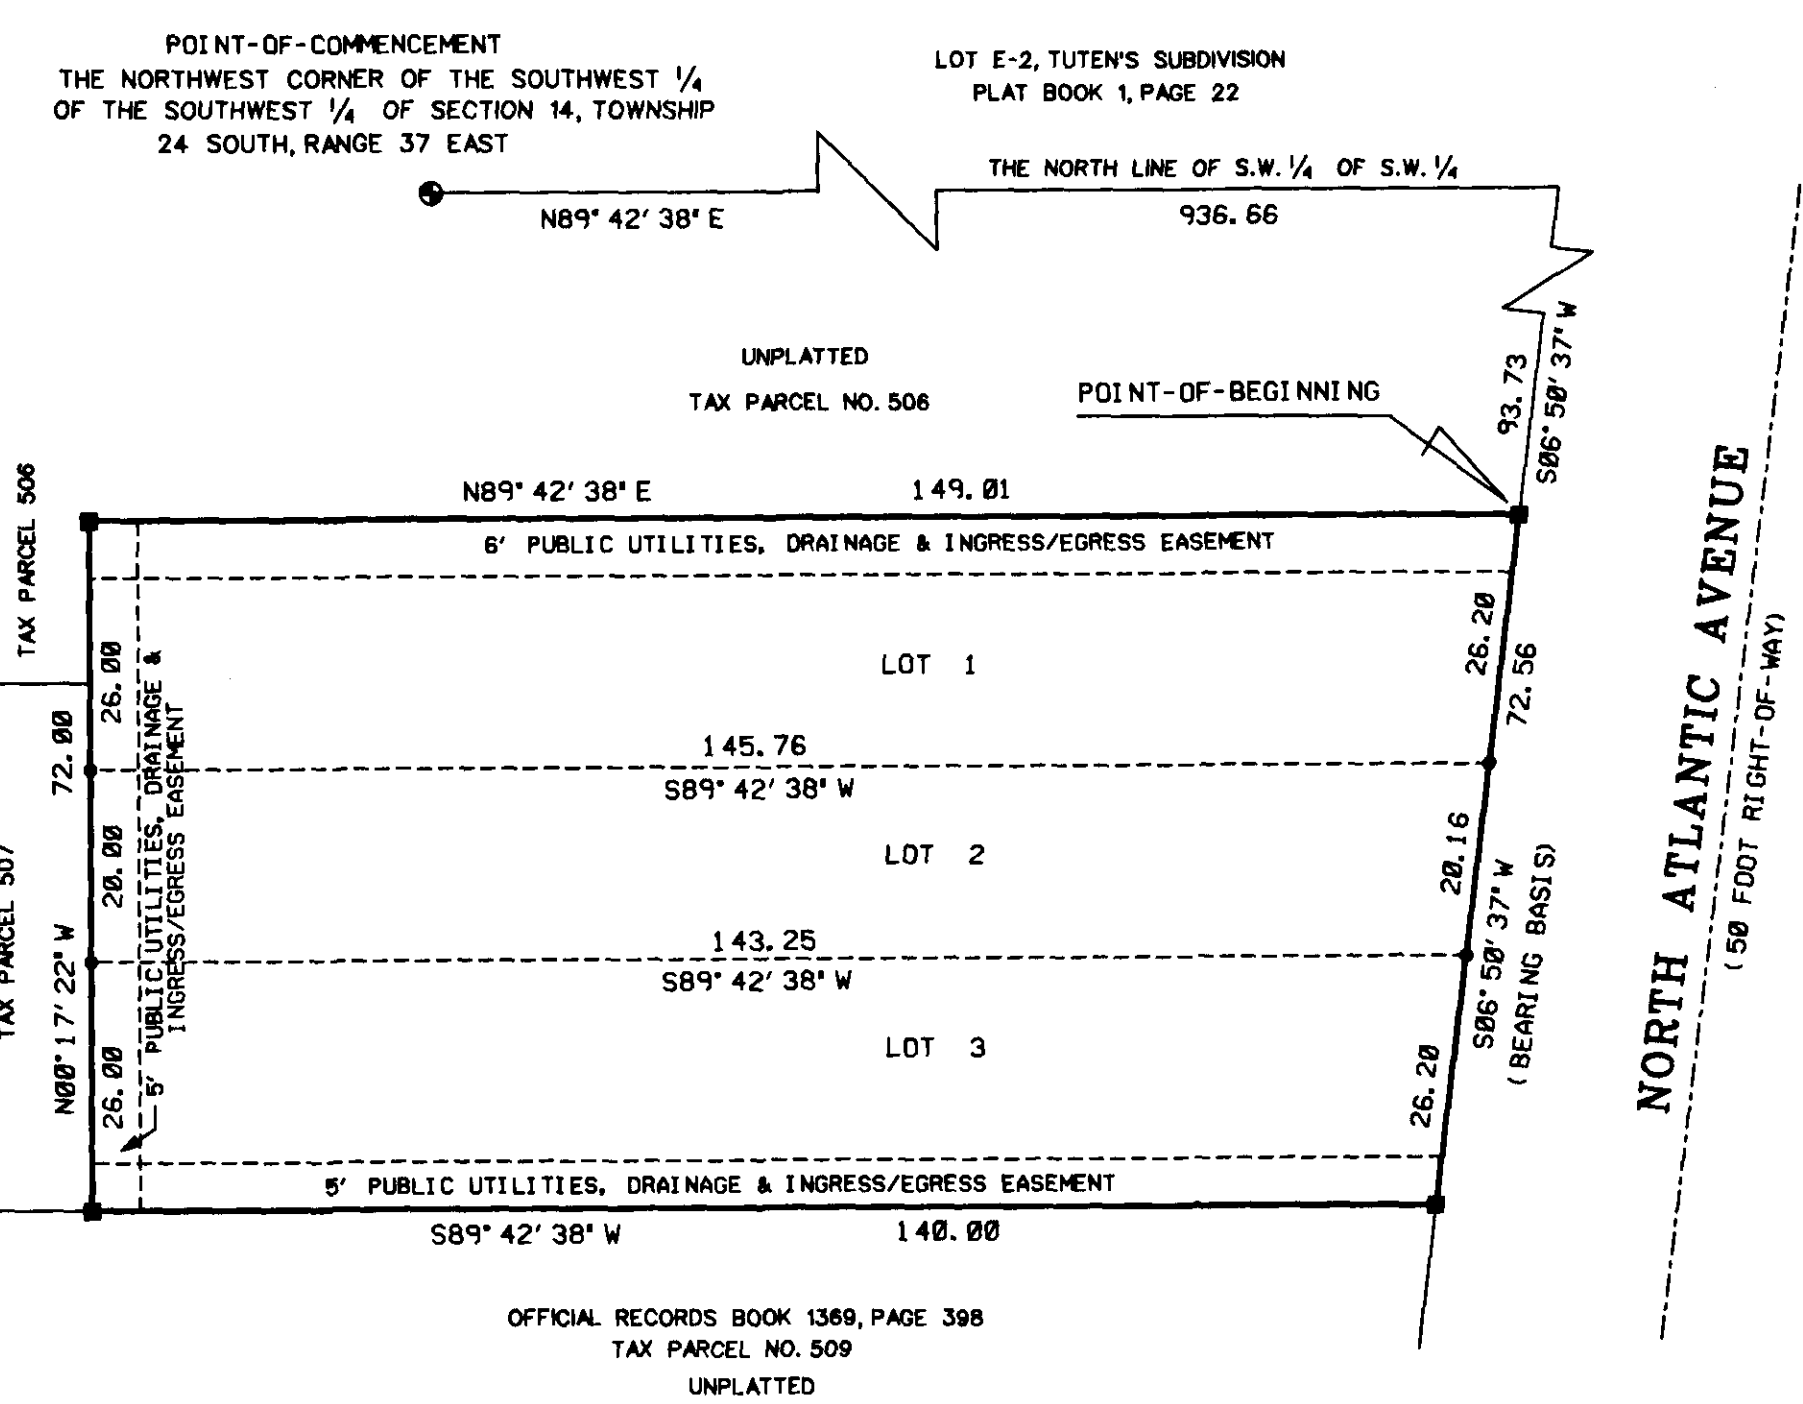 POINT-OF-COMMENCEMENT
THE NORTHWEST CORNER OF THE SOUTHWEST 1/4
OF THE SOUTHWEST 1/4 OF SECTION 14, TOWNSHIP
24 SOUTH, RANGE 37 EAST
LOT E-2, TUTEN'S SUBDIVISION
PLAT BOOK 1, PAGE 22
THE NORTH LINE OF S.W. 1/4 OF S.W. 1/4
N89° 42' 38" E
936.66
93.73
S06° 50' 37" W
UNPLATTED
TAX PARCEL NO. 506
POINT-OF-BEGINNING
TAX PARCEL 506
N89° 42' 38" E
149.01
6' PUBLIC UTILITIES, DRAINAGE & INGRESS/EGRESS EASEMENT
26.00
LOT 1
26.20
72.56
72.00
145.76
S89° 42' 38" W
20.00
LOT 2
20.16
5' PUBLIC UTILITIES, DRAINAGE &
INGRESS/EGRESS EASEMENT
TAX PARCEL 507
N00° 17' 22" W
143.25
S89° 42' 38" W
S06° 50' 37" W
(BEARING BASIS)
26.00
LOT 3
26.20
NORTH ATLANTIC AVENUE
(50 FOOT RIGHT-OF-WAY)
5' PUBLIC UTILITIES, DRAINAGE & INGRESS/EGRESS EASEMENT
S89° 42' 38" W
140.00
OFFICIAL RECORDS BOOK 1369, PAGE 398
TAX PARCEL NO. 509
UNPLATTED